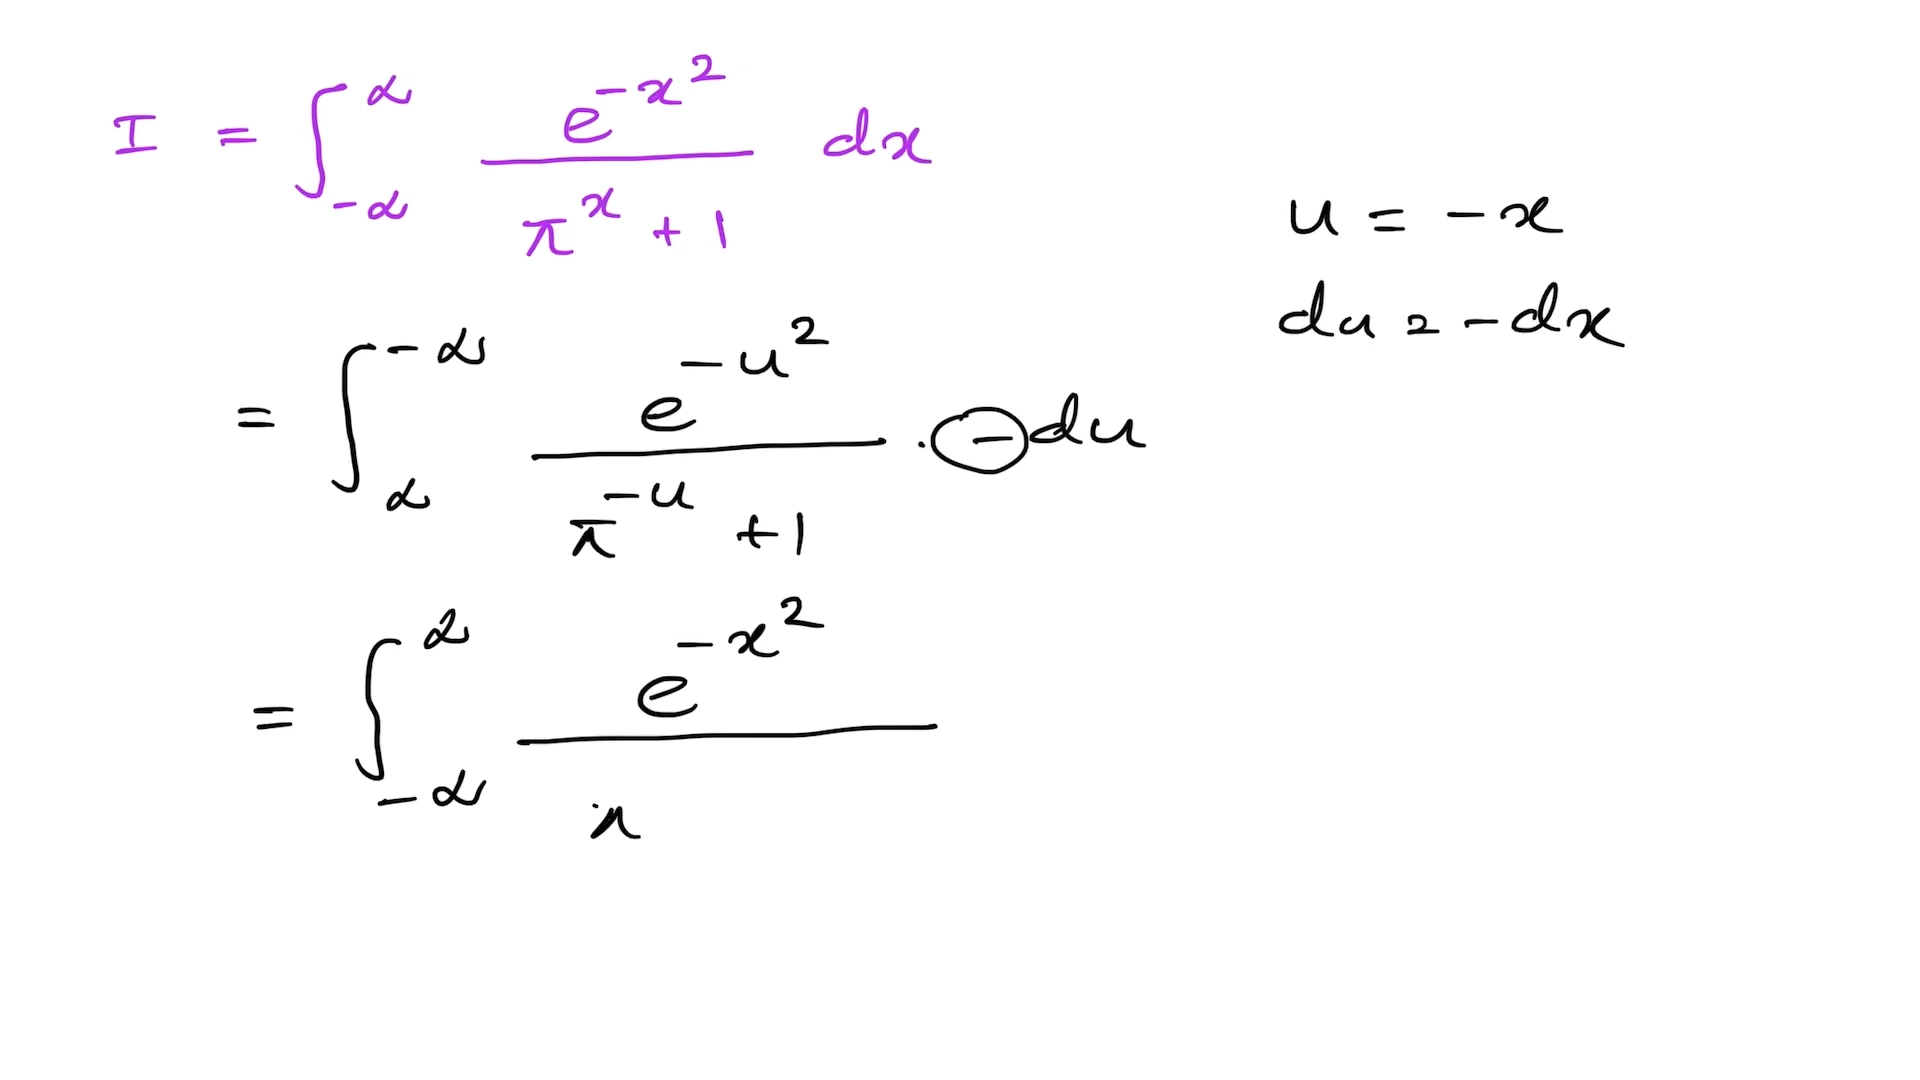 I = ∫_{-∞}^{∞} e^{-x^2} / (π^x + 1) dx
u = -x
du = -dx
= ∫_{∞}^{-∞} e^{-u^2} / (π^{-u} + 1) · -du
= ∫_{-∞}^{∞} e^{-x^2} / π